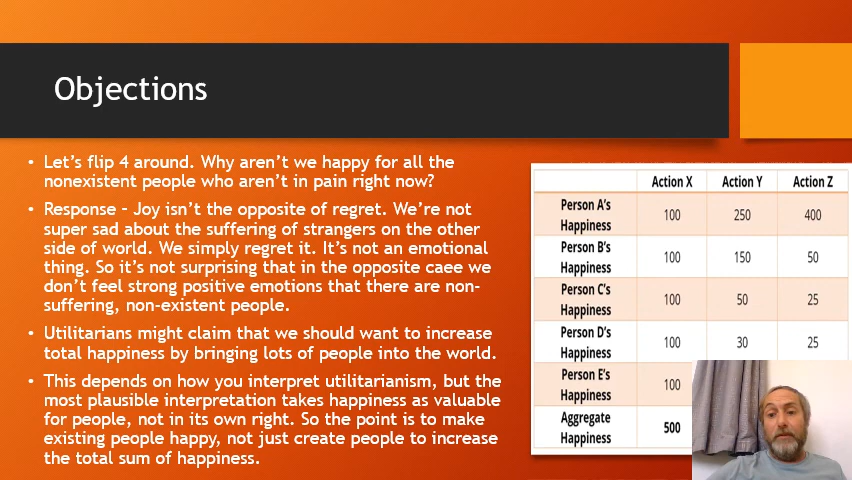 Objections
• Let's flip 4 around. Why aren't we happy for all the
nonexistent people who aren't in pain right now?
• Response – Joy isn't the opposite of regret. We're not
super sad about the suffering of strangers on the other
side of world. We simply regret it. It's not an emotional
thing. So it's not surprising that in the opposite caee we
don't feel strong positive emotions that there are non-
suffering, non-existent people.
• Utilitarians might claim that we should want to increase
total happiness by bringing lots of people into the world.
• This depends on how you interpret utilitarianism, but the
most plausible interpretation takes happiness as valuable
for people, not in its own right. So the point is to make
existing people happy, not just create people to increase
the total sum of happiness.
Action X Action Y Action Z
Person A's
Happiness 100 250 400
Person B's
Happiness 100 150 50
Person C's
Happiness 100 50 25
Person D's
Happiness 100 30 25
Person E's
Happiness 100
Aggregate
Happiness 500